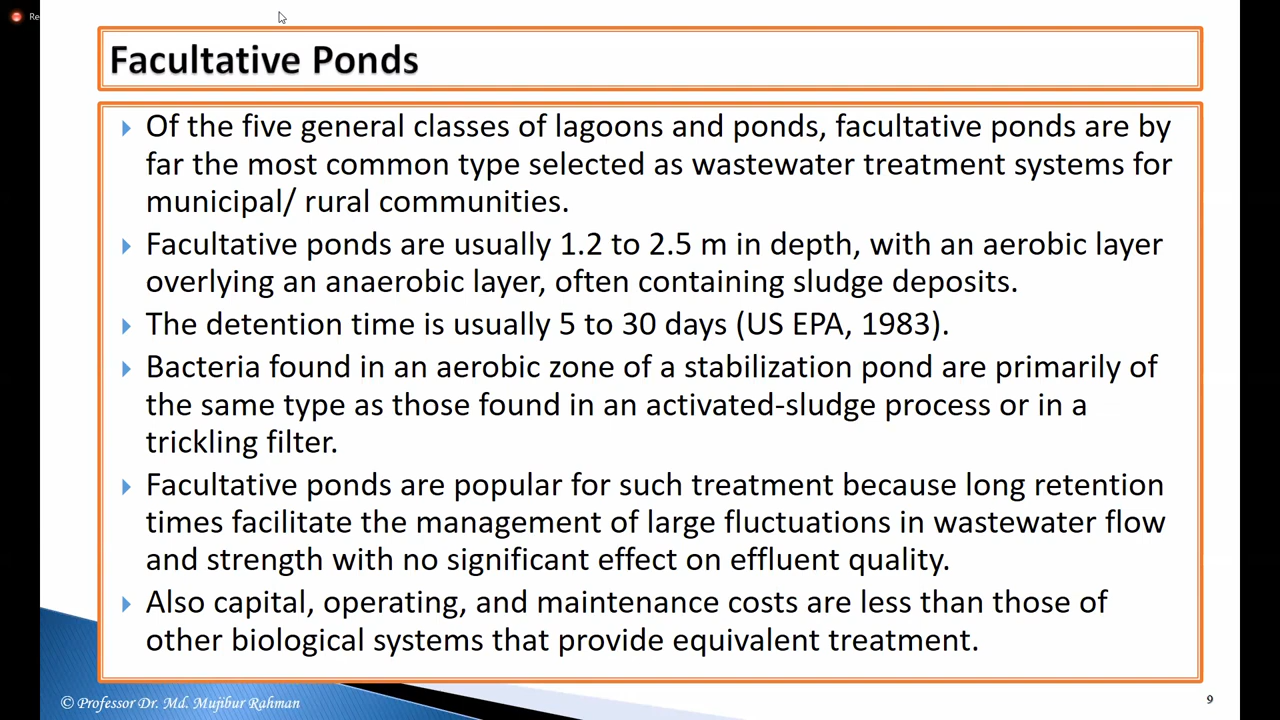 Re
Facultative Ponds
Of the five general classes of lagoons and ponds, facultative ponds are by
far the most common type selected as wastewater treatment systems for
municipal/ rural communities.
Facultative ponds are usually 1.2 to 2.5 m in depth, with an aerobic layer
overlying an anaerobic layer, often containing sludge deposits.
The detention time is usually 5 to 30 days (US EPA, 1983).
Bacteria found in an aerobic zone of a stabilization pond are primarily of
the same type as those found in an activated-sludge process or in a
trickling filter.
Facultative ponds are popular for such treatment because long retention
times facilitate the management of large fluctuations in wastewater flow
and strength with no significant effect on effluent quality.
Also capital, operating, and maintenance costs are less than those of
other biological systems that provide equivalent treatment.
© Professor Dr. Md. Mujibur Rahman
9